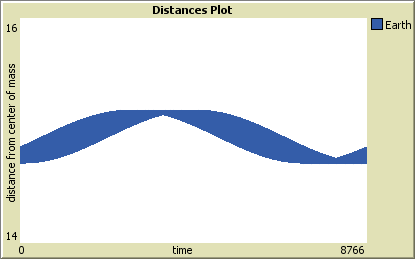 Distances Plot
16
Earth
distance from center of mass
14
0 time 8766